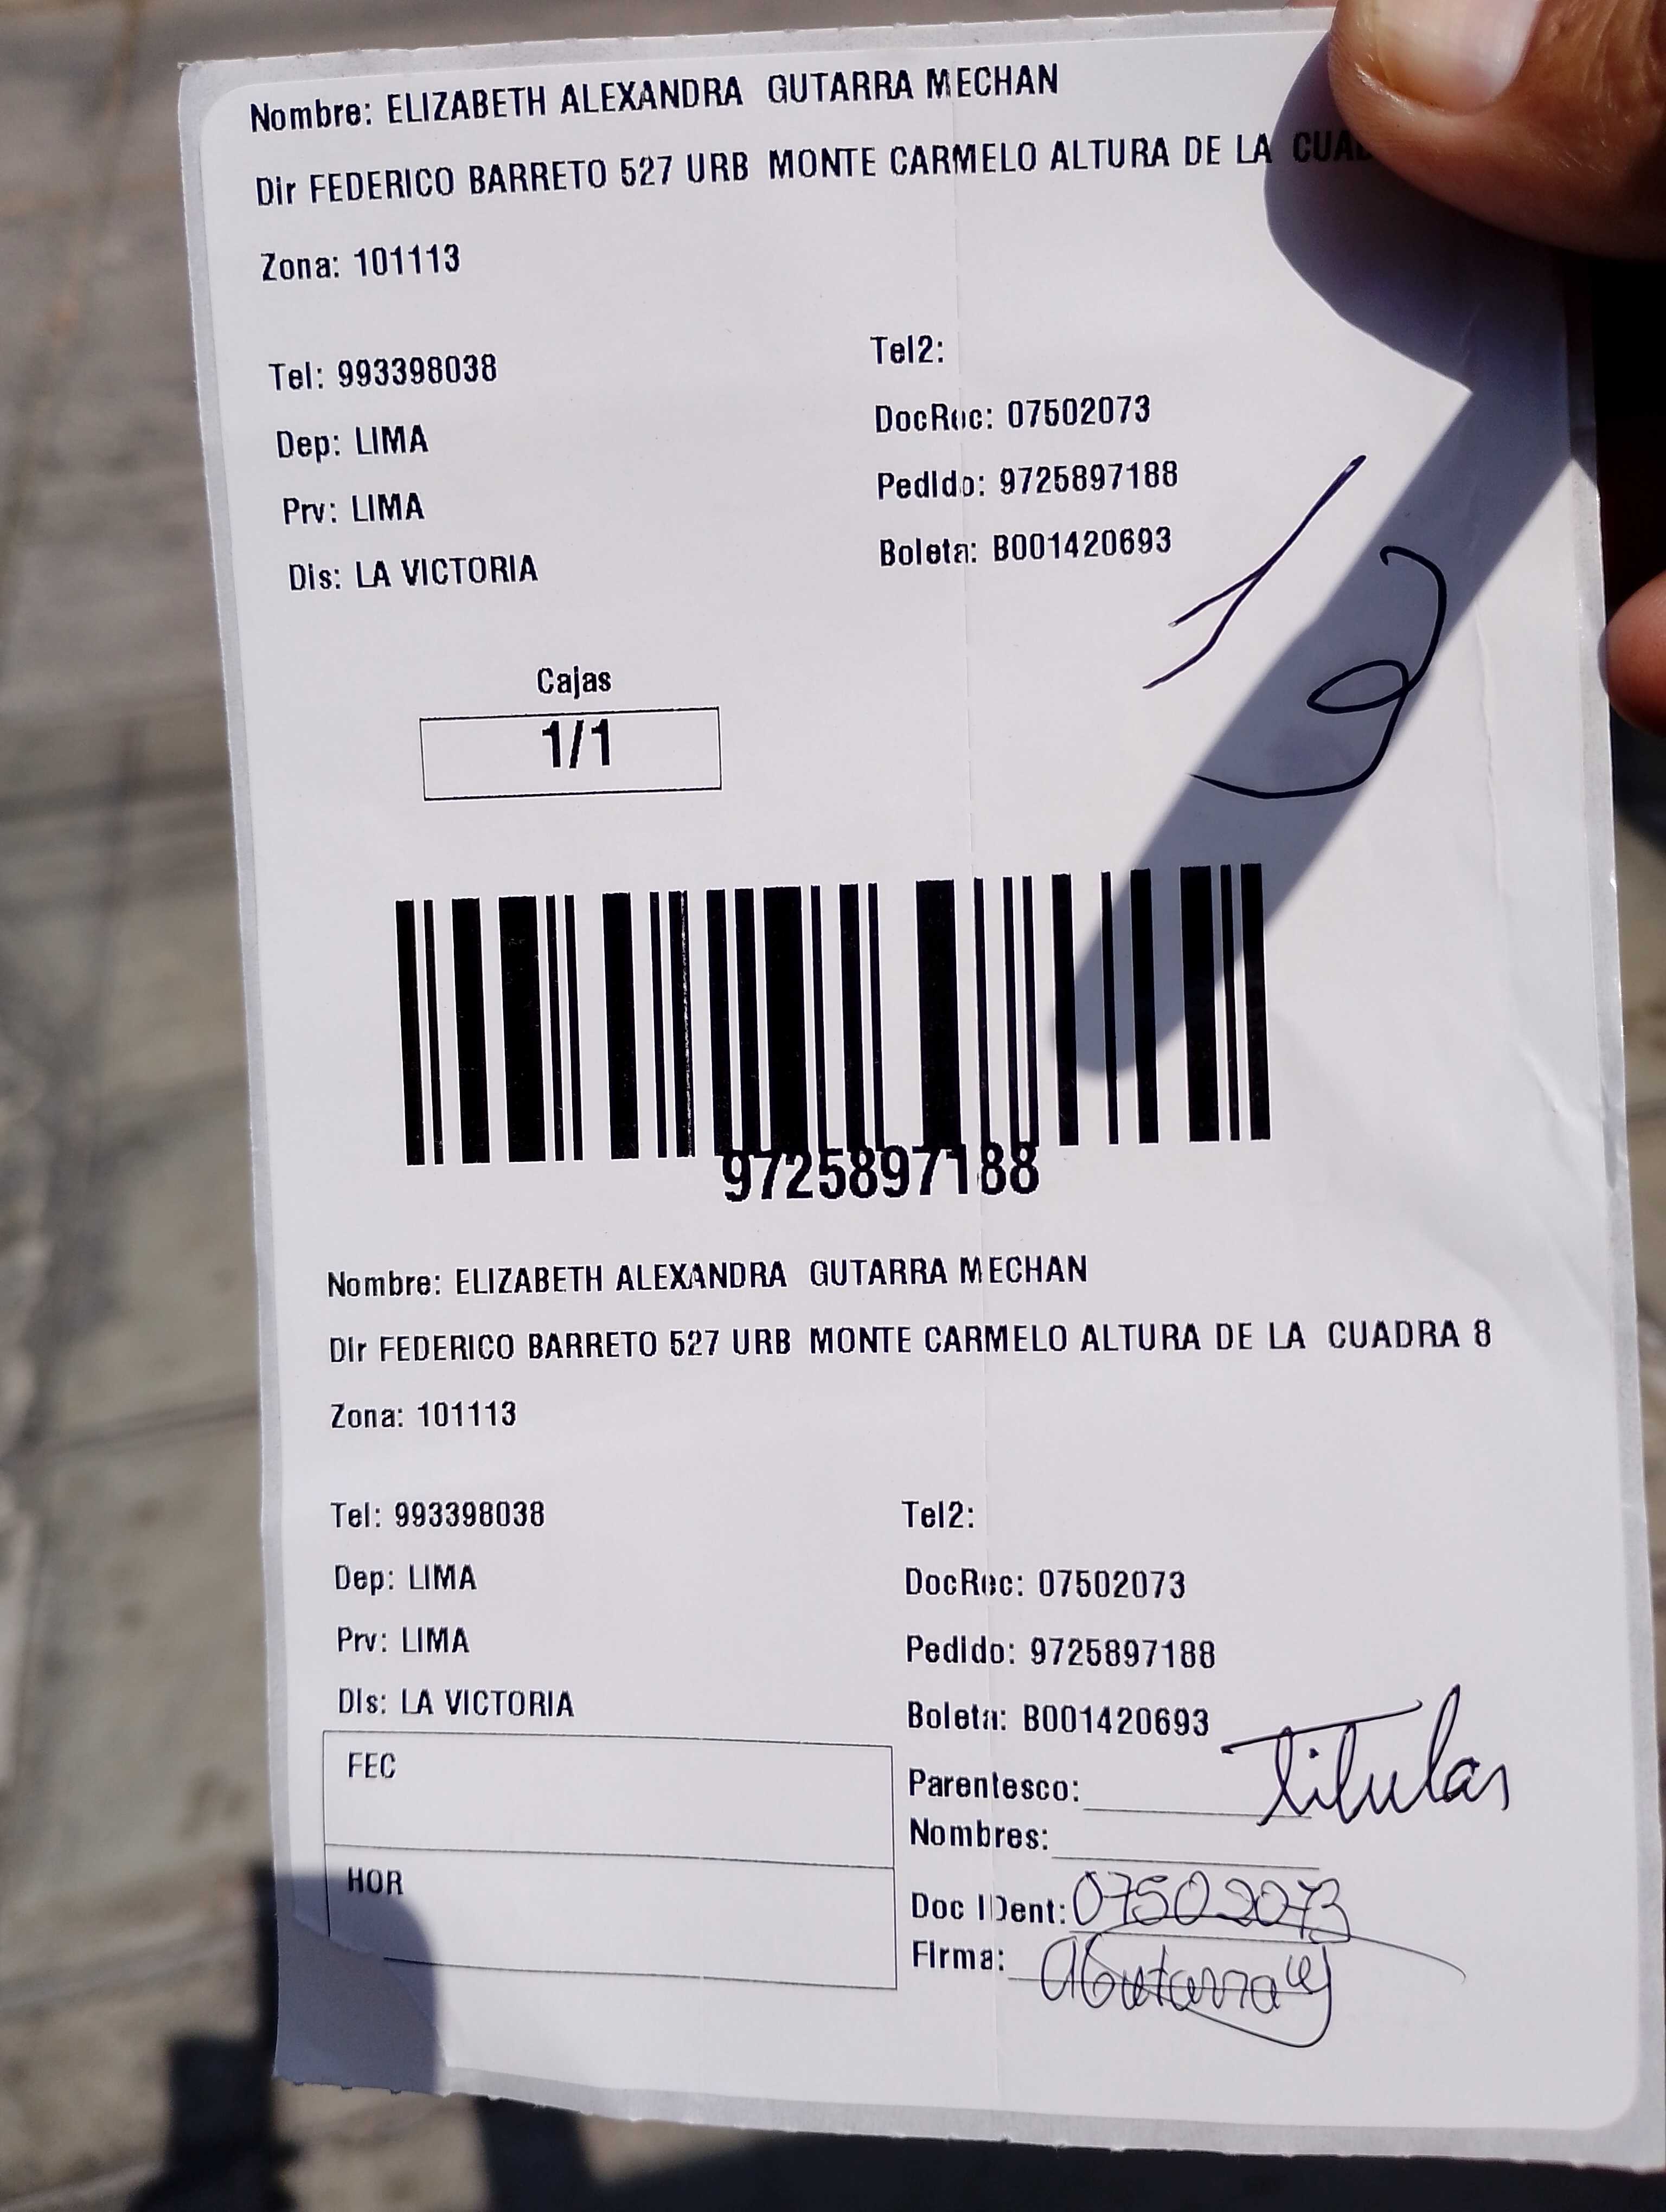 Nombre: ELIZABETH ALEXANDRA GUTARRA MECHAN
Dir FEDERICO BARRETO 527 URB MONTE CARMELO ALTURA DE LA
Zona: 101113
Tel: 993398038
Tel2:
Dep: LIMA
DocRec: 07502073
Prv: LIMA
Pedido: 9725897188
Dis: LA VICTORIA
Boleta: B001420693
Cajas
1/1
9725897188
Nombre: ELIZABETH ALEXANDRA GUTARRA MECHAN
Dir FEDERICO BARRETO 527 URB MONTE CARMELO ALTURA DE LA CUADRA 8
Zona: 101113
Tel: 993398038
Tel2:
Dep: LIMA
DocRec: 07502073
Prv: LIMA
Pedido: 9725897188
Dis: LA VICTORIA
Boleta: B001420693
FEC
Parentesco: Titular
Nombres:
HOR
Doc IDent: 07502073
Firma: